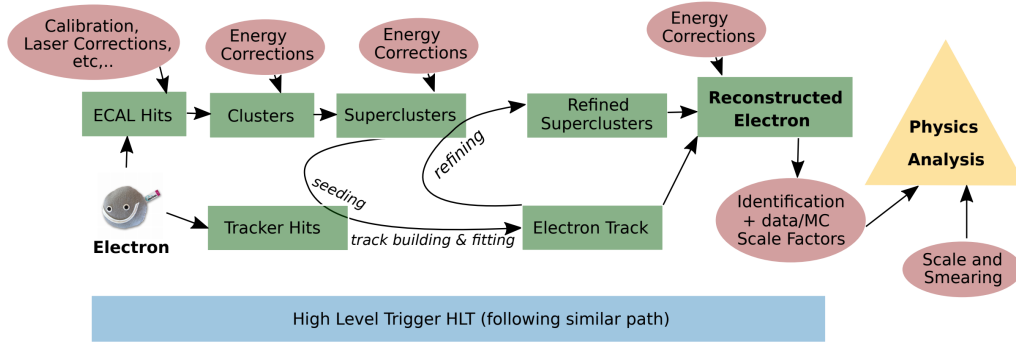 Calibration,
Laser Corrections,
etc,..
Energy
Corrections
Energy
Corrections
Energy
Corrections
ECAL Hits
Clusters
Superclusters
Refined
Superclusters
Reconstructed
Electron
refining
seeding
Electron
Tracker Hits
track building & fitting
Electron Track
Identification
+ data/MC
Scale Factors
Physics
Analysis
Scale and
Smearing
High Level Trigger HLT (following similar path)